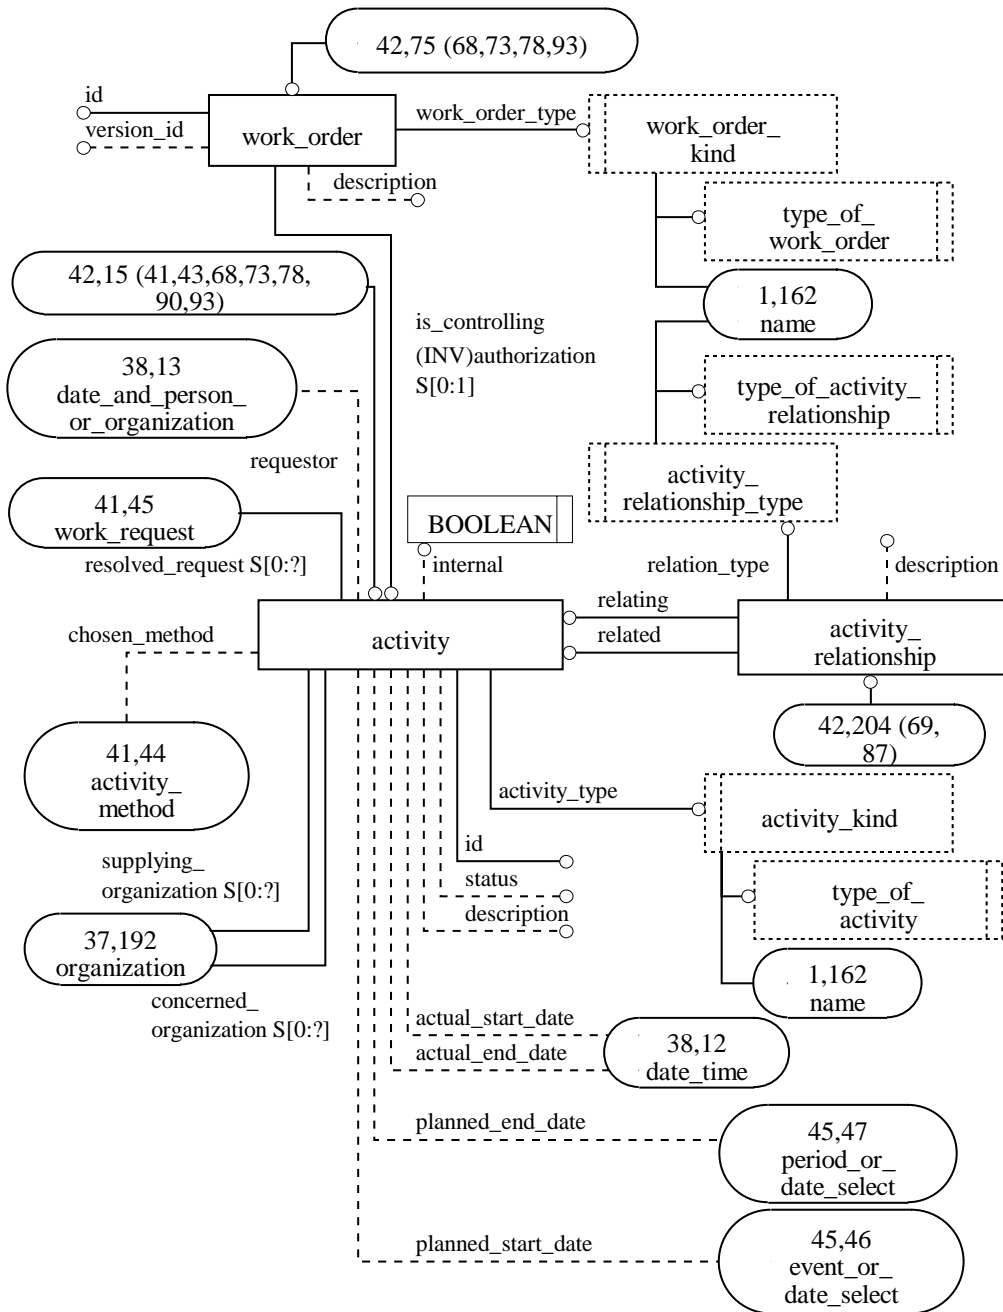 42,75 (68,73,78,93)
id
version_id
work_order
work_order_type
work_order_
kind
description
type_of_
work_order
42,15 (41,43,68,73,78,
90,93)
1,162
name
is_controlling
(INV)authorization
S[0:1]
38,13
date_and_person_
or_organization
type_of_activity_
relationship
requestor
activity_
relationship_type
41,45
work_request
BOOLEAN
resolved_request S[0:?]
internal
relation_type
description
chosen_method
activity
relating
related
activity_
relationship
42,204 (69,
87)
41,44
activity_
method
activity_type
activity_kind
id
status
description
supplying_
organization S[0:?]
type_of_
activity
37,192
organization
1,162
name
concerned_
organization S[0:?]
actual_start_date
actual_end_date
38,12
date_time
planned_end_date
45,47
period_or_
date_select
planned_start_date
45,46
event_or_
date_select